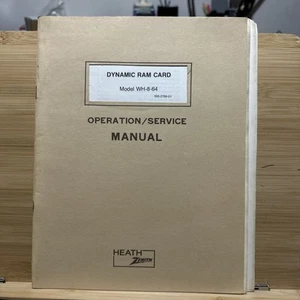 DYNAMIC RAM CARD
Model WH-8-64
OPERATION/SERVICE
MANUAL
HEATH
ZENITH